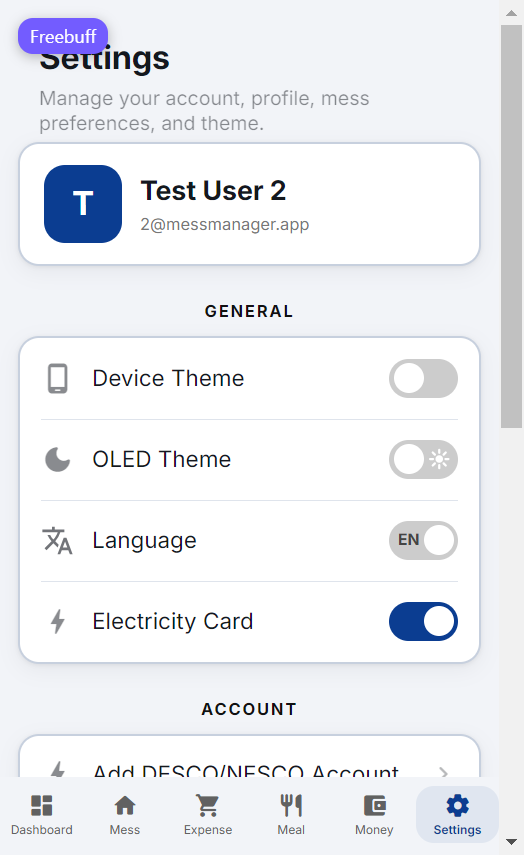 Freebuff
Settings
Manage your account, profile, mess
preferences, and theme.
T
Test User 2
2@messmanager.app
GENERAL
Device Theme
OLED Theme
Language
EN
Electricity Card
ACCOUNT
Add DESCO/NESCO Account
Dashboard
Mess
Expense
Meal
Money
Settings